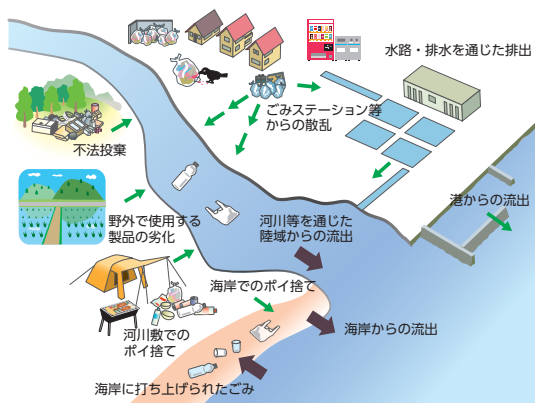 水路・排水を通じた排出
ごみステーション等
からの散乱
不法投棄
野外で使用する
製品の劣化
河川等を通じた
陸域からの流出
港からの流出
海岸でのポイ捨て
河川敷での
ポイ捨て
海岸からの流出
海岸に打ち上げられたごみ